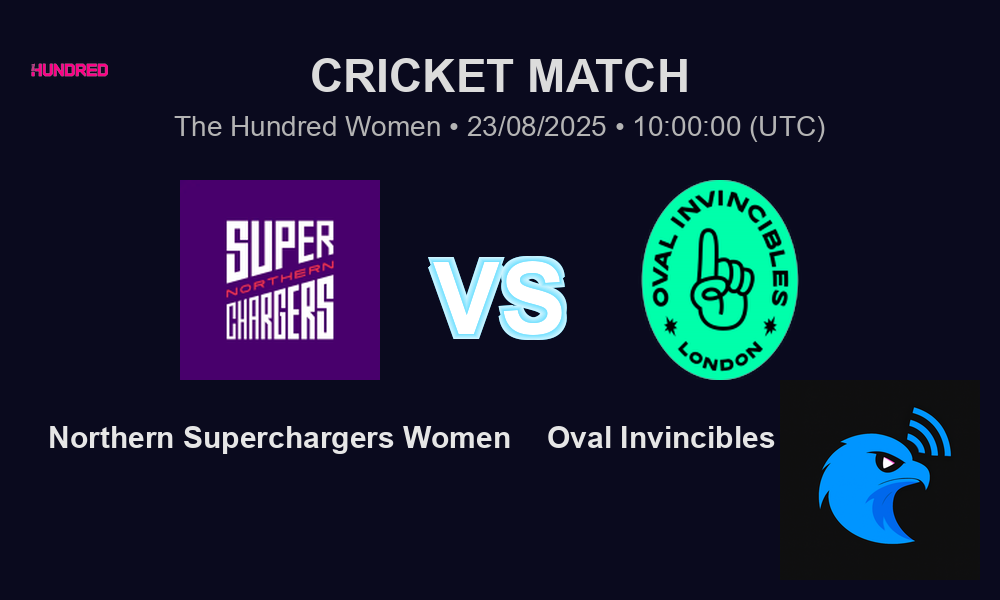 HUNDRED
CRICKET MATCH
The Hundred Women • 23/08/2025 • 10:00:00 (UTC)
SUPER
NORTHERN
CHARGERS
VS
OVAL INVINCIBLES
LONDON
Northern Superchargers Women
Oval Invincibles